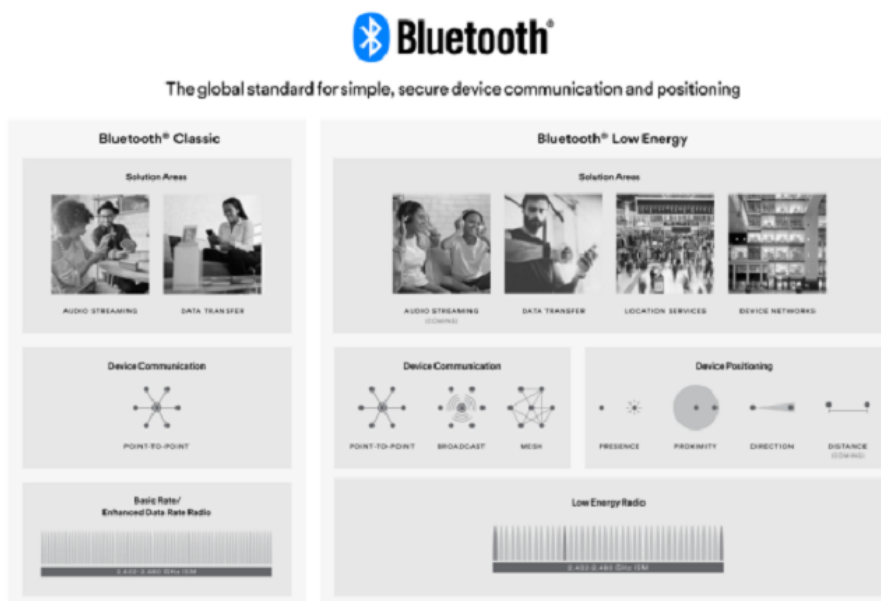 Bluetooth®
The global standard for simple, secure device communication and positioning
Bluetooth® Classic
Solution Areas
AUDIO STREAMING
DATA TRANSFER
Device Communication
POINT-TO-POINT
Basic Rate/
Enhanced Data Rate Radio
2.402-2.480 GHz ISM
Bluetooth® Low Energy
Solution Areas
AUDIO STREAMING
(COMING)
DATA TRANSFER
LOCATION SERVICES
DEVICE NETWORKS
Device Communication
POINT-TO-POINT
BROADCAST
MESH
Device Positioning
PRESENCE
PROXIMITY
DIRECTION
DISTANCE
(COMING)
Low Energy Radio
2.402-2.480 GHz ISM